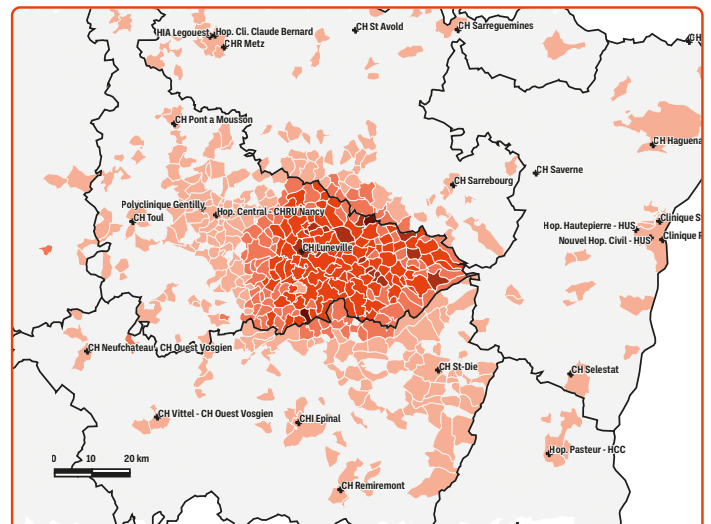 HIA Legouest
Hop. Cli. Claude Bernard
CH St Avold
CH Sarreguemines
CHR Metz
CH
CH Pont a Mousson
CH Haguena
CH Saverne
CH Sarrebourg
Polyclinique Gentilly
Hop. Central - CHRU Nancy
CH Toul
Clinique S
Hop. Hautepierre - HUS
Nouvel Hop. Civil - HUS
Clinique R
CH Luneville
CH Neufchateau
CH Ouest Vosgien
CH St-Die
CH Selestat
CH Vittel - CH Ouest Vosgien
CHI Epinal
Hop. Pasteur - HCC
0 10 20 km
CH Remiremont